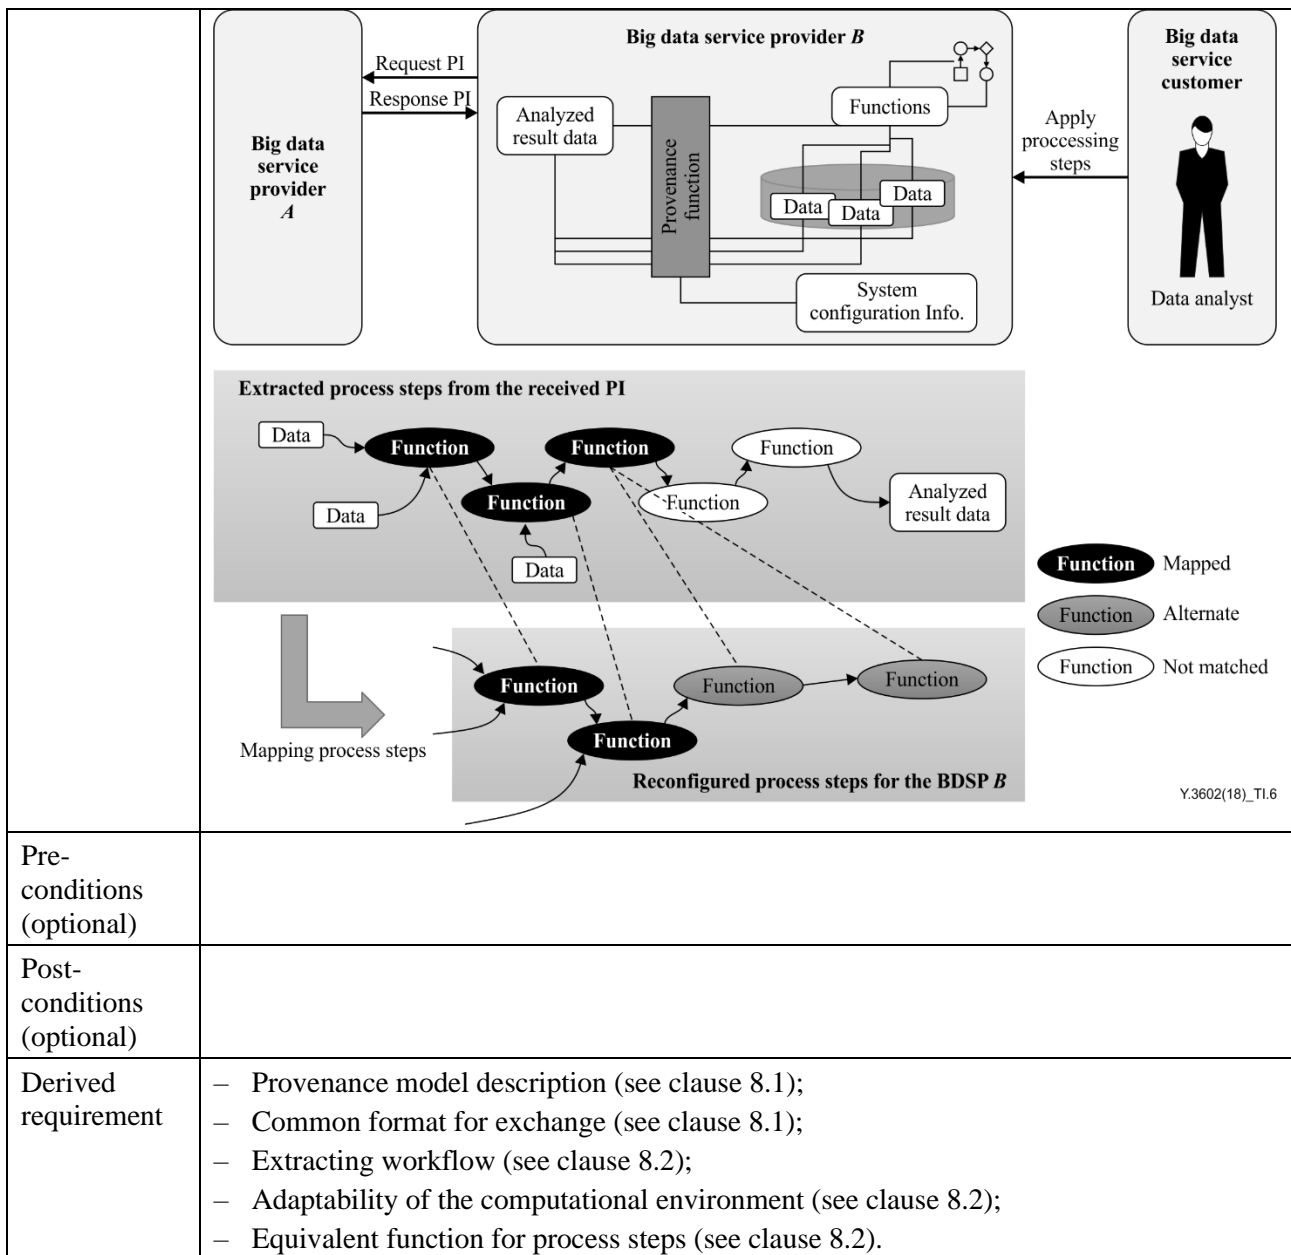 Big data service provider B
Big data
service
customer
Request PI
Response PI
Analyzed
result data
Functions
Big data
service
provider
A
Provenance
function
Data
Data
Data
Apply
proccessing
steps
System
configuration Info.
Data analyst
Extracted process steps from the received PI
Data
Function
Function
Function
Data
Function
Function
Analyzed
result data
Data
Function Mapped
Function Alternate
Function Not matched
Function
Function
Function
Function
Mapping process steps
Reconfigured process steps for the BDSP B
Y.3602(18)_TI.6
Pre-
conditions
(optional)
Post-
conditions
(optional)
Derived
requirement
– Provenance model description (see clause 8.1);
– Common format for exchange (see clause 8.1);
– Extracting workflow (see clause 8.2);
– Adaptability of the computational environment (see clause 8.2);
– Equivalent function for process steps (see clause 8.2).